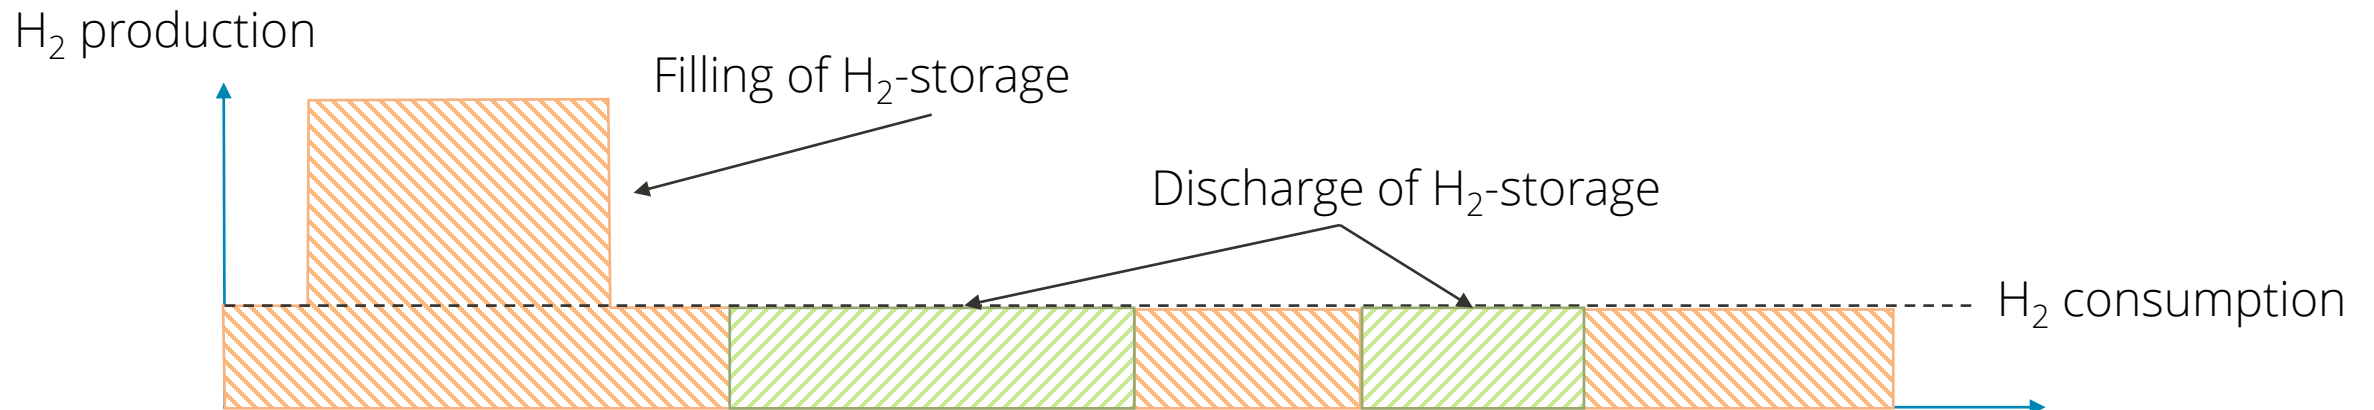 H₂ production
Filling of H₂-storage
Discharge of H₂-storage
H₂ consumption